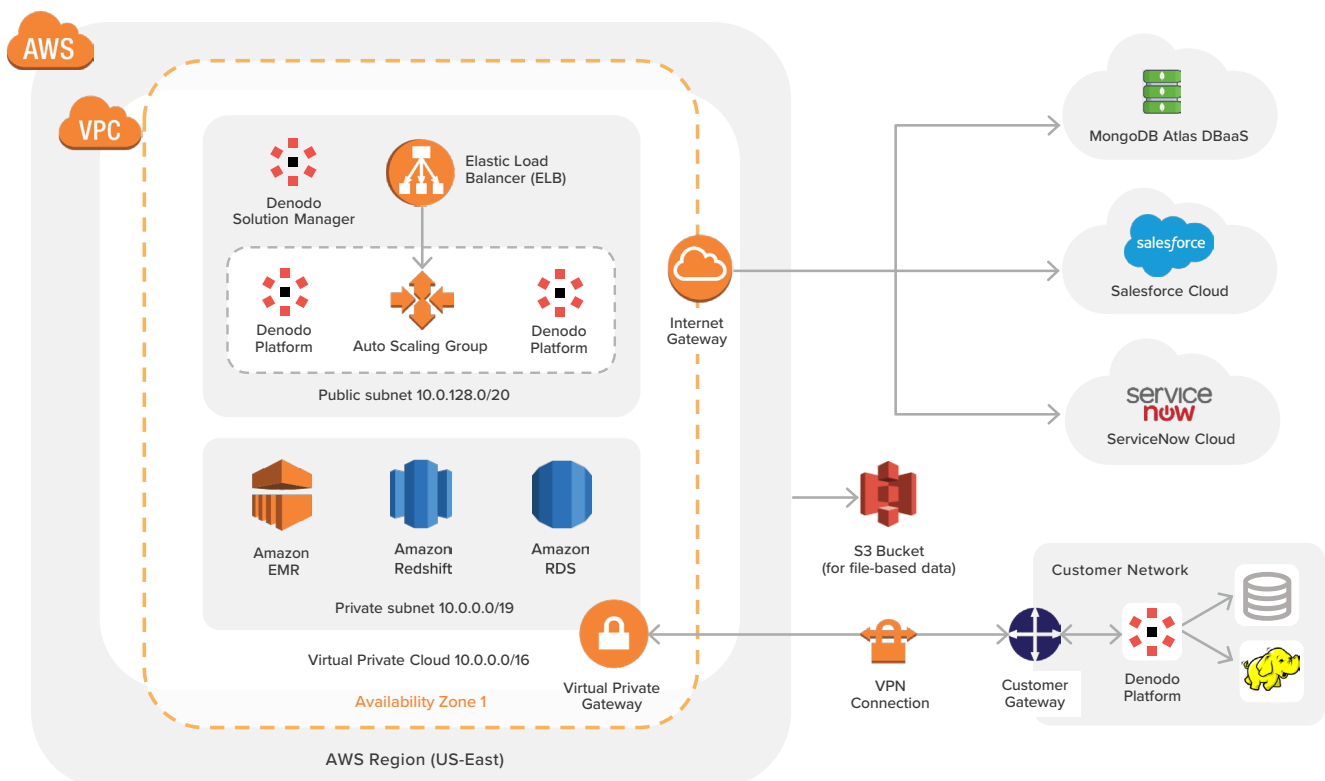 AWS
VPC
Denodo
Solution Manager
Elastic Load
Balancer (ELB)
Denodo
Platform
Auto Scaling Group
Denodo
Platform
Public subnet 10.0.128.0/20
Internet
Gateway
MongoDB Atlas DBaaS
salesforce
Salesforce Cloud
service
now
ServiceNow Cloud
Amazon
EMR
Amazon
Redshift
Amazon
RDS
Private subnet 10.0.0.0/19
Virtual Private Cloud 10.0.0.0/16
Availability Zone 1
Virtual Private
Gateway
AWS Region (US-East)
S3 Bucket
(for file-based data)
VPN
Connection
Customer Network
Customer
Gateway
Denodo
Platform